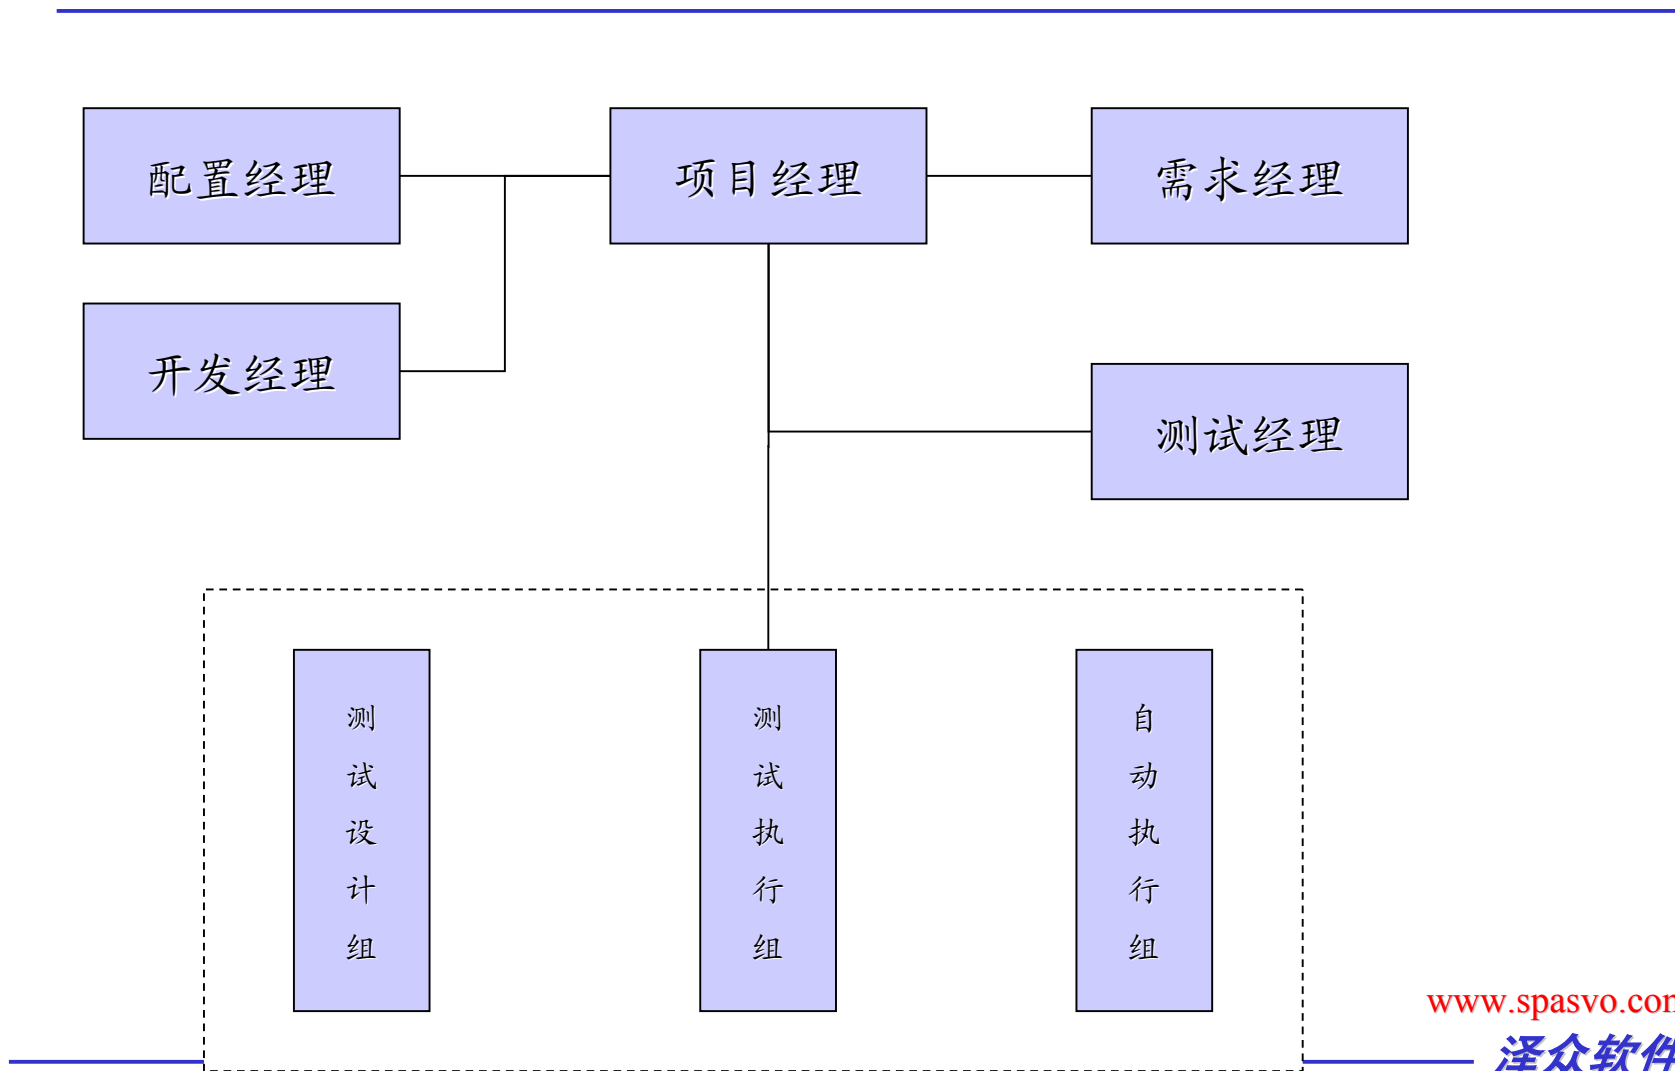 配置经理
项目经理
需求经理
开发经理
测试经理
测试设计组
测试执行组
自动执行组
www.spasvo.com
泽众软件